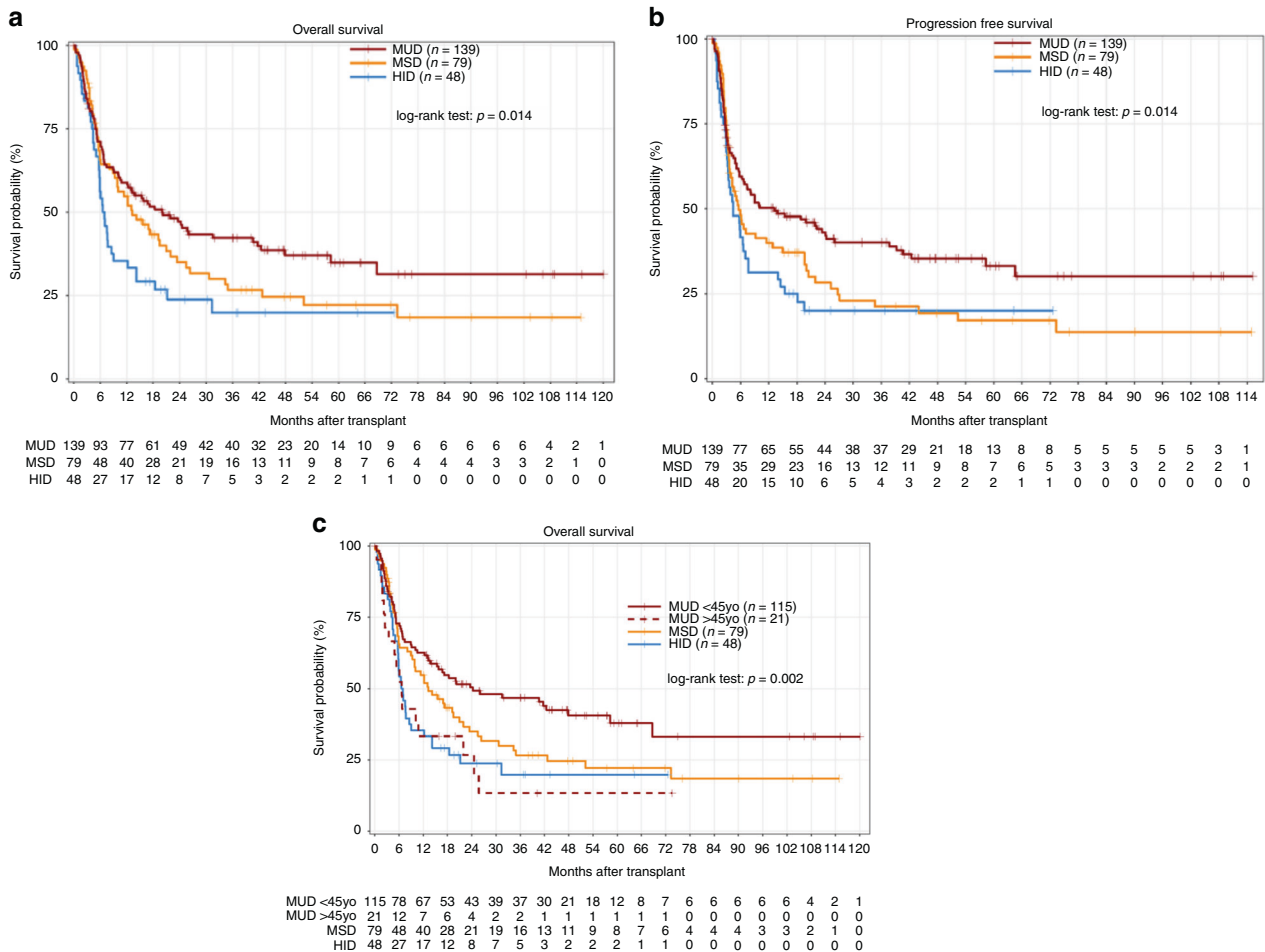 a
Overall survival
MUD (n = 139)
MSD (n = 79)
HID (n = 48)
log-rank test: p = 0.014
Survival probability (%)
100
75
50
25
0
0 6 12 18 24 30 36 42 48 54 60 66 72 78 84 90 96 102 108 114 120
Months after transplant
MUD 139 93 77 61 49 42 40 32 23 20 14 10 9 6 6 6 6 6 4 2 1
MSD 79 48 40 28 21 19 16 13 11 9 8 7 6 4 4 4 3 3 2 1 0
HID 48 27 17 12 8 7 5 3 2 2 2 1 1 0 0 0 0 0 0 0 0
b
Progression free survival
MUD (n = 139)
MSD (n = 79)
HID (n = 48)
log-rank test: p = 0.014
Survival probability (%)
100
75
50
25
0
0 6 12 18 24 30 36 42 48 54 60 66 72 78 84 90 96 102 108 114
Months after transplant
MUD 139 77 65 55 44 38 37 29 21 18 13 8 8 5 5 5 5 5 3 1
MSD 79 35 29 23 16 13 12 11 9 8 7 6 5 3 3 3 2 2 2 1
HID 48 20 15 10 6 5 4 3 2 2 2 1 1 0 0 0 0 0 0 0
c
Overall survival
MUD <45yo (n = 115)
MUD >45yo (n = 21)
MSD (n = 79)
HID (n = 48)
log-rank test: p = 0.002
Survival probability (%)
100
75
50
25
0
0 6 12 18 24 30 36 42 48 54 60 66 72 78 84 90 96 102 108 114 120
Months after transplant
MUD <45yo 115 78 67 53 43 39 37 30 21 18 12 8 7 6 6 6 6 6 4 2 1
MUD >45yo 21 12 7 6 4 2 2 1 1 1 1 1 1 0 0 0 0 0 0 0 0
MSD 79 48 40 28 21 19 16 13 11 9 8 7 6 4 4 4 3 3 2 1 0
HID 48 27 17 12 8 7 5 3 2 2 2 1 1 0 0 0 0 0 0 0 0